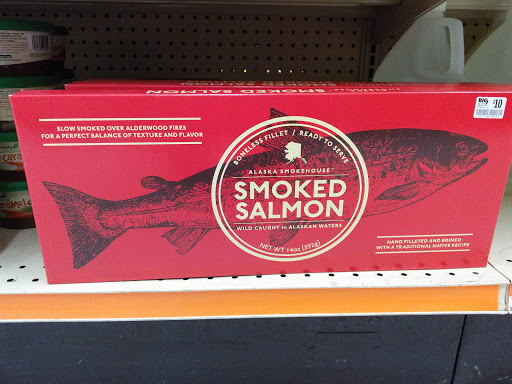 SMOKED SALMON
BIG
$10
SLOW SMOKED OVER ALDERWOOD FIRES
FOR A PERFECT BALANCE OF TEXTURE AND FLAVOR
BONELESS FILLET / READY TO SERVE
ALASKA SMOKEHOUSE
SMOKED
SALMON
WILD CAUGHT in ALASKAN WATERS
NET WT 14oz (392g)
HAND FILLETED AND BRINED
WITH A TRADITIONAL NATIVE RECIPE